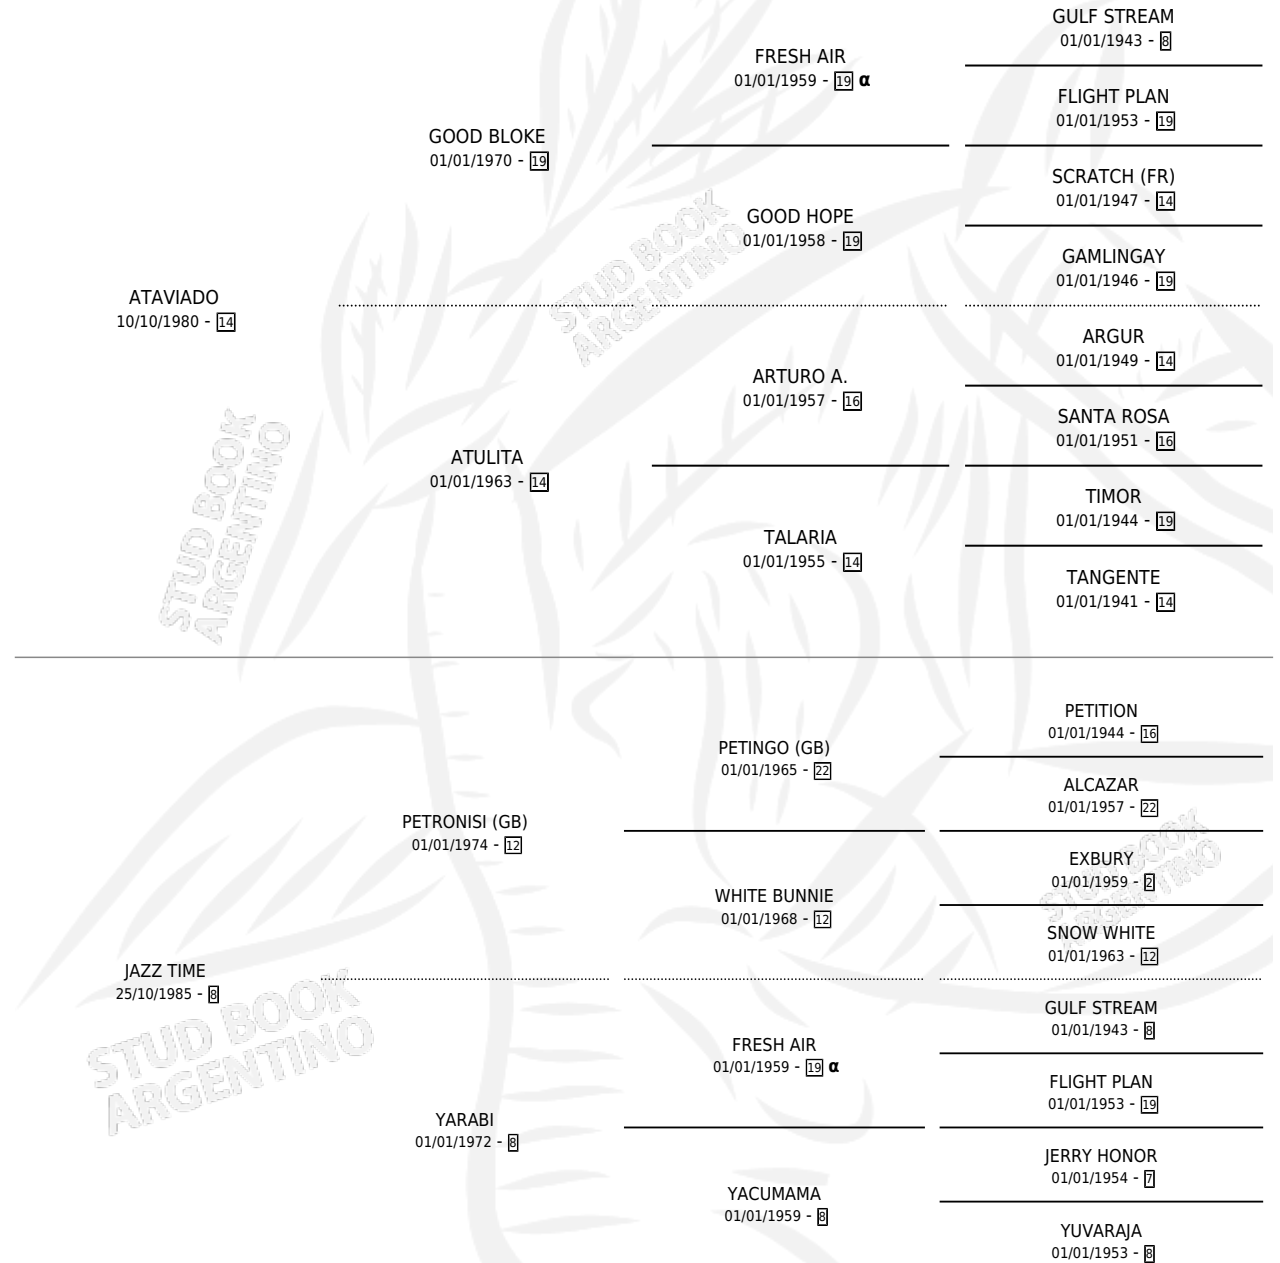 GULF STREAM
01/01/1943 - 8
FRESH AIR
01/01/1959 - 19 α
FLIGHT PLAN
01/01/1953 - 19
GOOD BLOKE
01/01/1970 - 19
SCRATCH (FR)
01/01/1947 - 14
GOOD HOPE
01/01/1958 - 19
GAMLINGAY
01/01/1946 - 19
ATAVIADO
10/10/1980 - 14
ARGUR
01/01/1949 - 14
ARTURO A.
01/01/1957 - 16
SANTA ROSA
01/01/1951 - 16
ATULITA
01/01/1963 - 14
TIMOR
01/01/1944 - 19
TALARIA
01/01/1955 - 14
TANGENTE
01/01/1941 - 14
PETITION
01/01/1944 - 16
PETINGO (GB)
01/01/1965 - 22
ALCAZAR
01/01/1957 - 22
PETRONISI (GB)
01/01/1974 - 12
EXBURY
01/01/1959 - 2
WHITE BUNNIE
01/01/1968 - 12
SNOW WHITE
01/01/1963 - 12
JAZZ TIME
25/10/1985 - 8
GULF STREAM
01/01/1943 - 8
FRESH AIR
01/01/1959 - 19 α
FLIGHT PLAN
01/01/1953 - 19
YARABI
01/01/1972 - 8
JERRY HONOR
01/01/1954 - 7
YACUMAMA
01/01/1959 - 8
YUVARAJA
01/01/1953 - 8
STUD BOOK
ARGENTINO
STUD BOOK
ARGENTINO
STUD BOOK
ARGENTINO
STUD BOOK
ARGENTINO